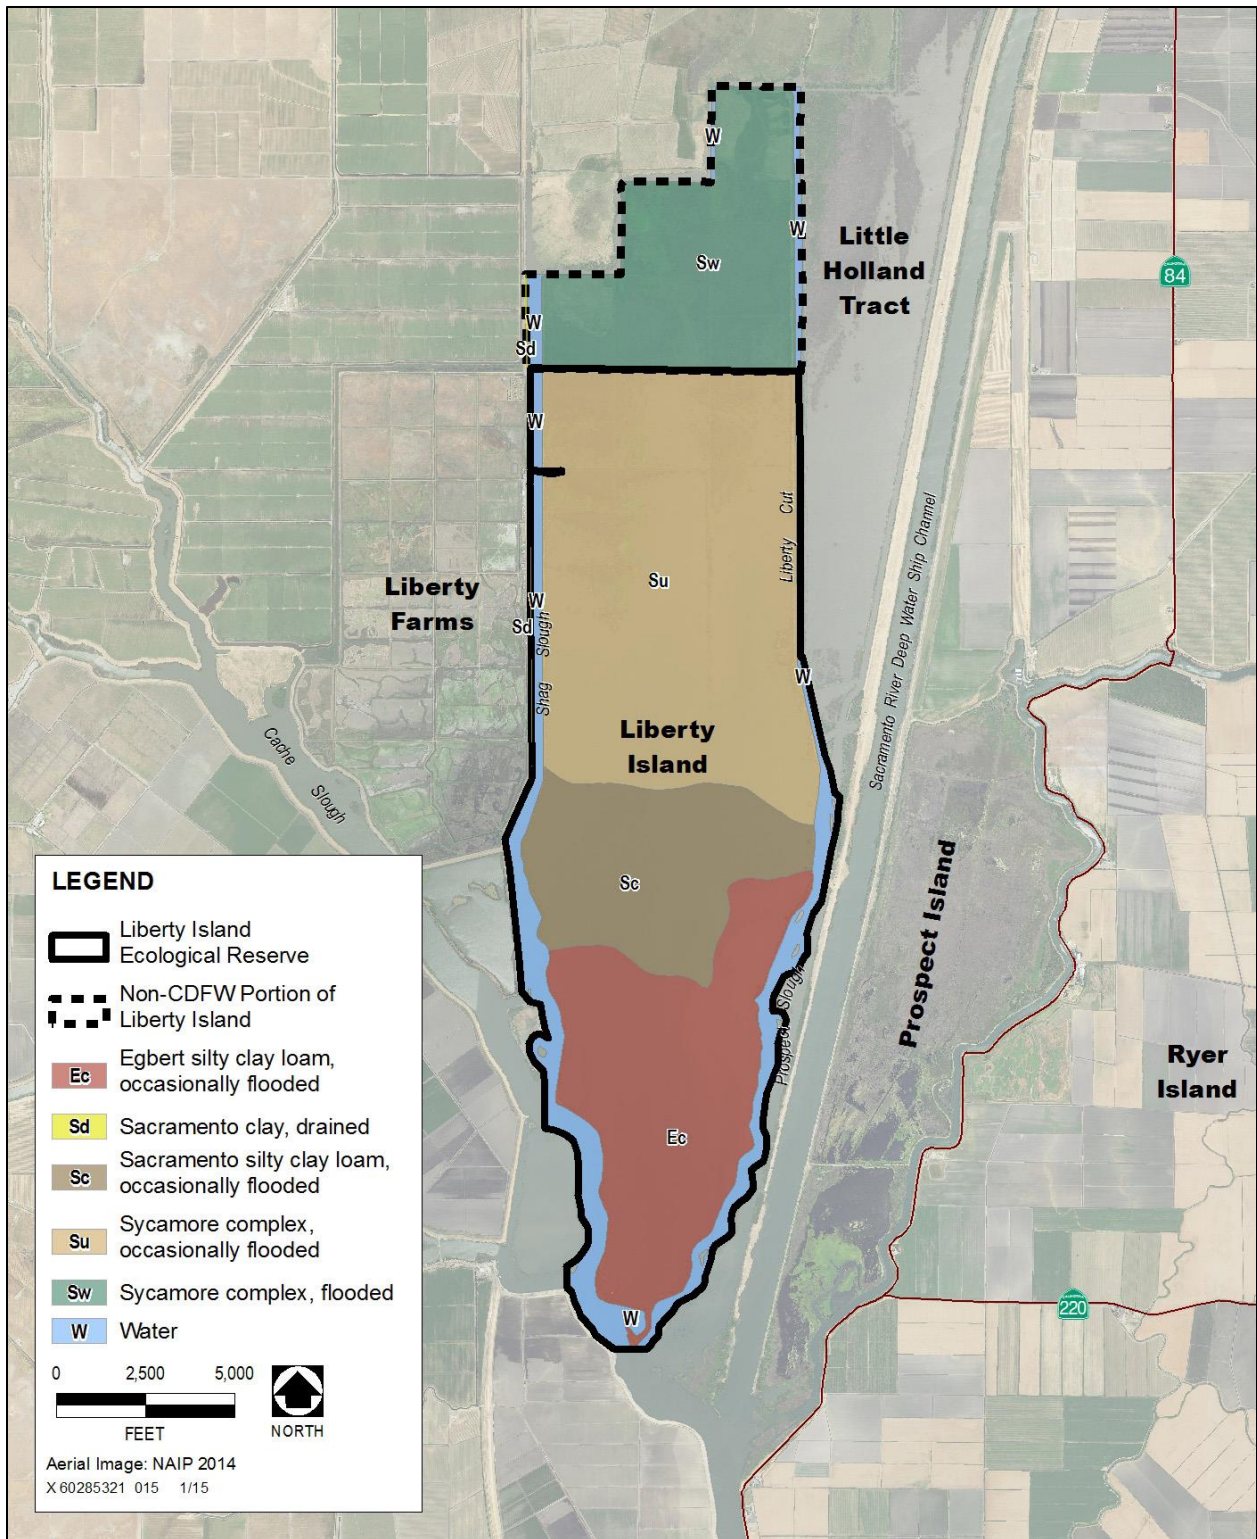 W
Little
Holland
Tract
W
Sw
CALIFORNIA
84
W
Sd
W
Liberty Cut
Su
Liberty
Farms
W
Sd
Shag Slough
Sacramento River Deep Water Ship Channel
W
Liberty
Island
Cache Slough
Sc
Prospect Island
Prospect Slough
Ryer
Island
Ec
W
CALIFORNIA
220
LEGEND
Liberty Island
Ecological Reserve
Non-CDFW Portion of
Liberty Island
Ec
Egbert silty clay loam,
occasionally flooded
Sd
Sacramento clay, drained
Sc
Sacramento silty clay loam,
occasionally flooded
Su
Sycamore complex,
occasionally flooded
Sw
Sycamore complex, flooded
W
Water
0 2,500 5,000
FEET
NORTH
Aerial Image: NAIP 2014
X 60285321 015 1/15